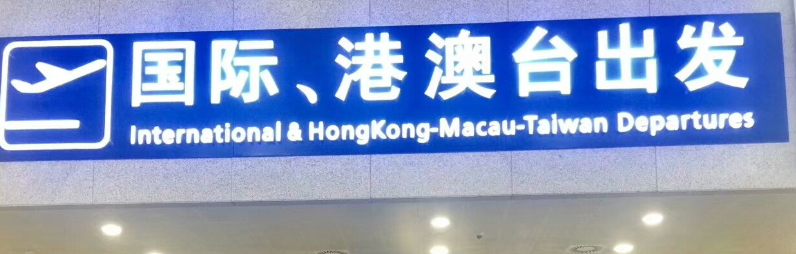 国际、港澳台出发
International & HongKong-Macau-Taiwan Departures